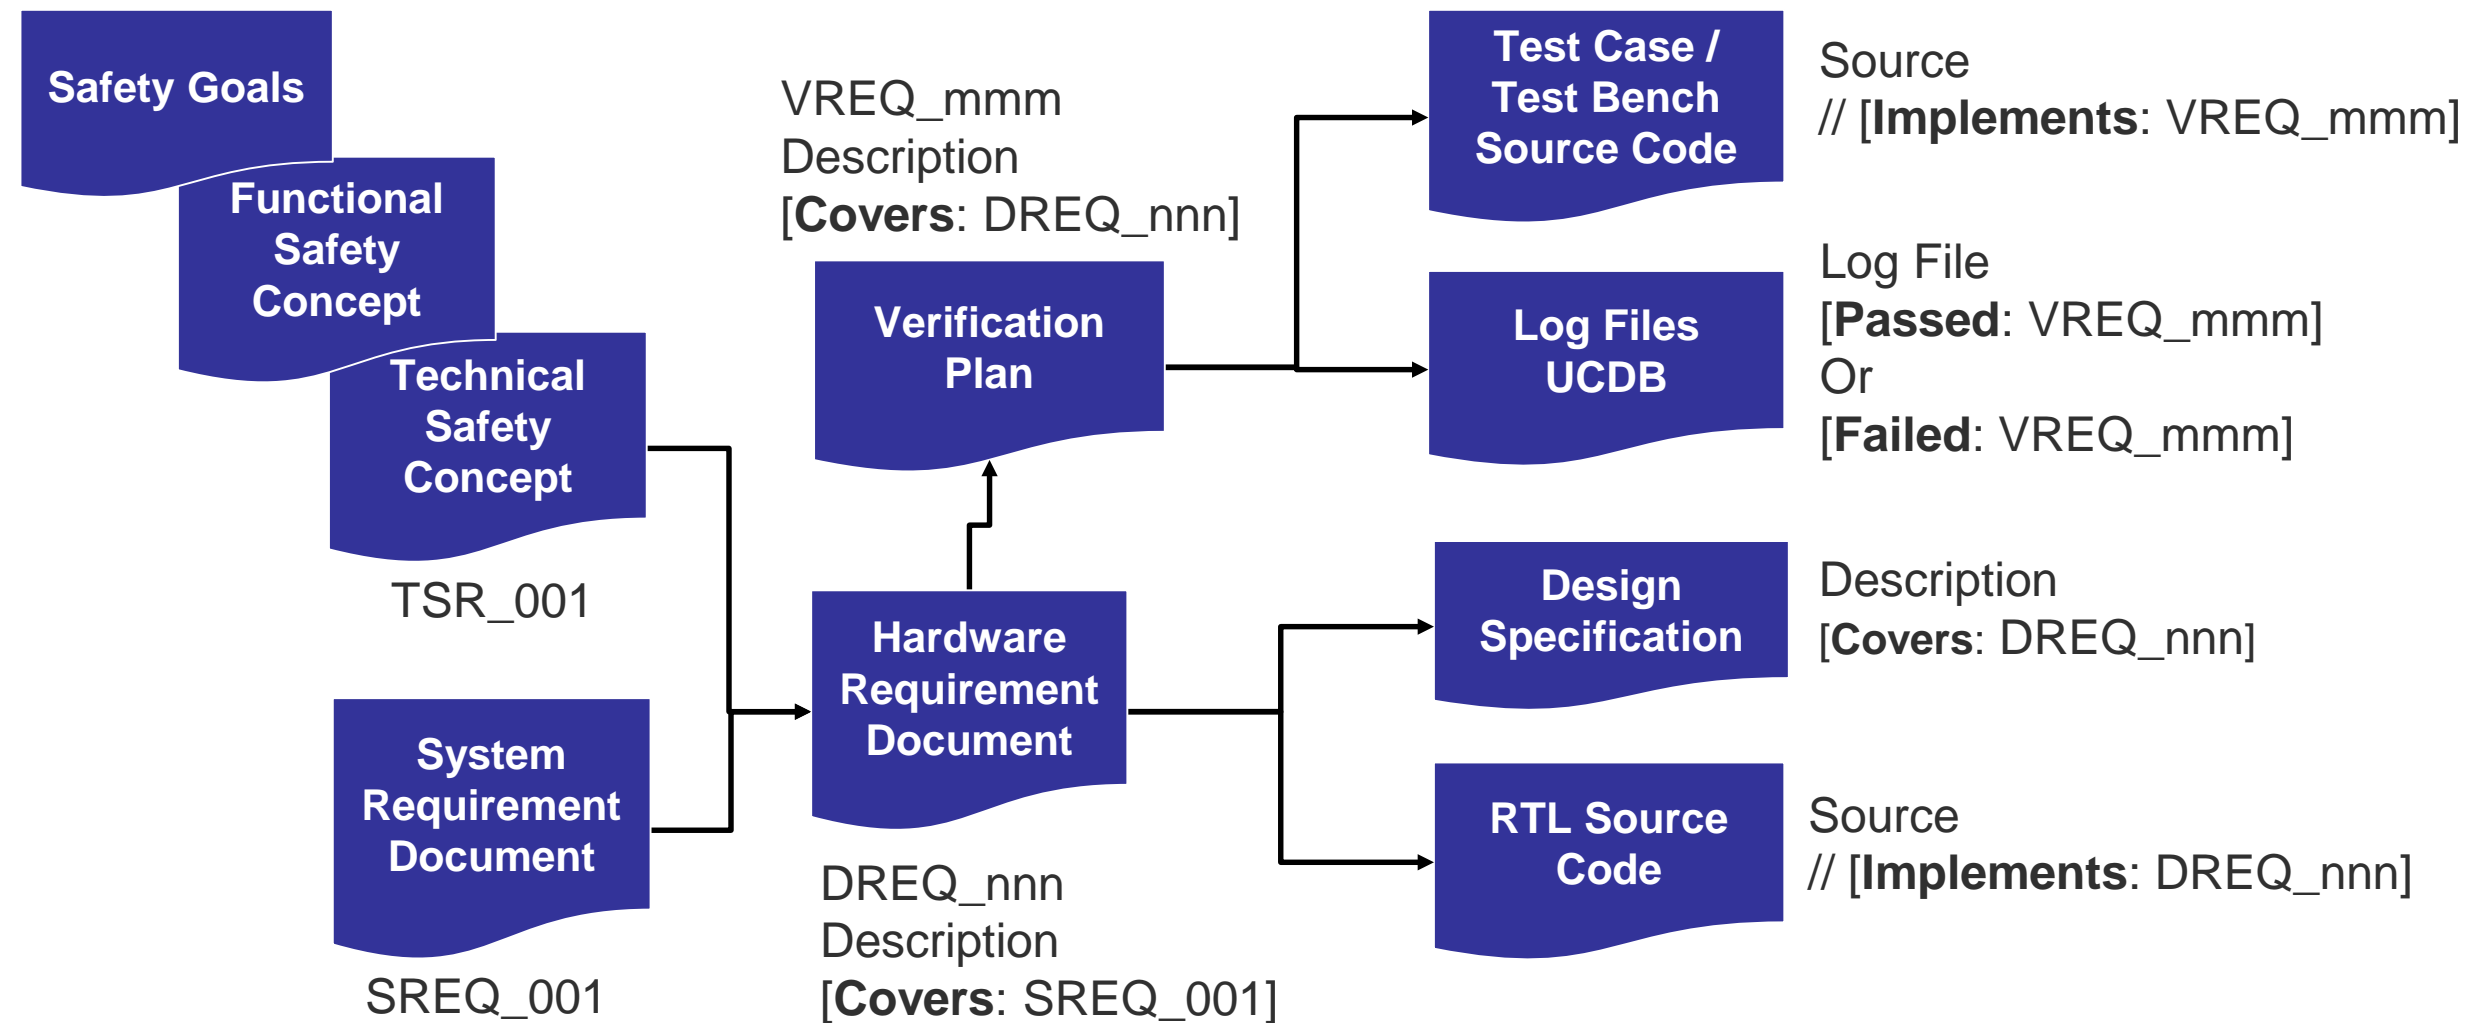 Safety Goals
Functional
Safety
Concept
Technical
Safety
Concept
TSR_001
System
Requirement
Document
SREQ_001
VREQ_mmm
Description
[Covers: DREQ_nnn]
Verification
Plan
Hardware
Requirement
Document
DREQ_nnn
Description
[Covers: SREQ_001]
Test Case /
Test Bench
Source Code
Source
// [Implements: VREQ_mmm]
Log Files
UCDB
Log File
[Passed: VREQ_mmm]
Or
[Failed: VREQ_mmm]
Design
Specification
Description
[Covers: DREQ_nnn]
RTL Source
Code
Source
// [Implements: DREQ_nnn]